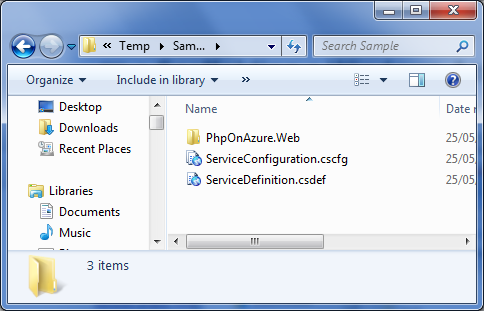 « Temp Sam... Search Sample
Organize Include in library »
Name Date
Desktop
Downloads
Recent Places
Libraries
Documents
Music
PhpOnAzure.Web 25/05
ServiceConfiguration.cscfg 25/05
ServiceDefinition.csdef 25/05
3 items